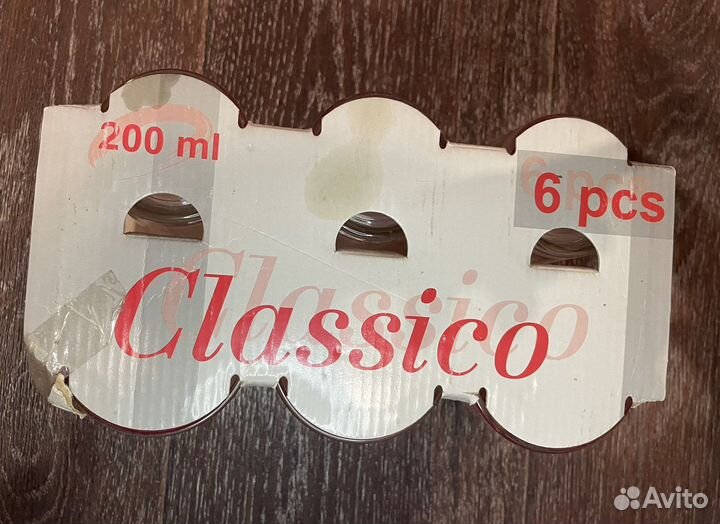 200 ml
6 pcs
Classico
Avito